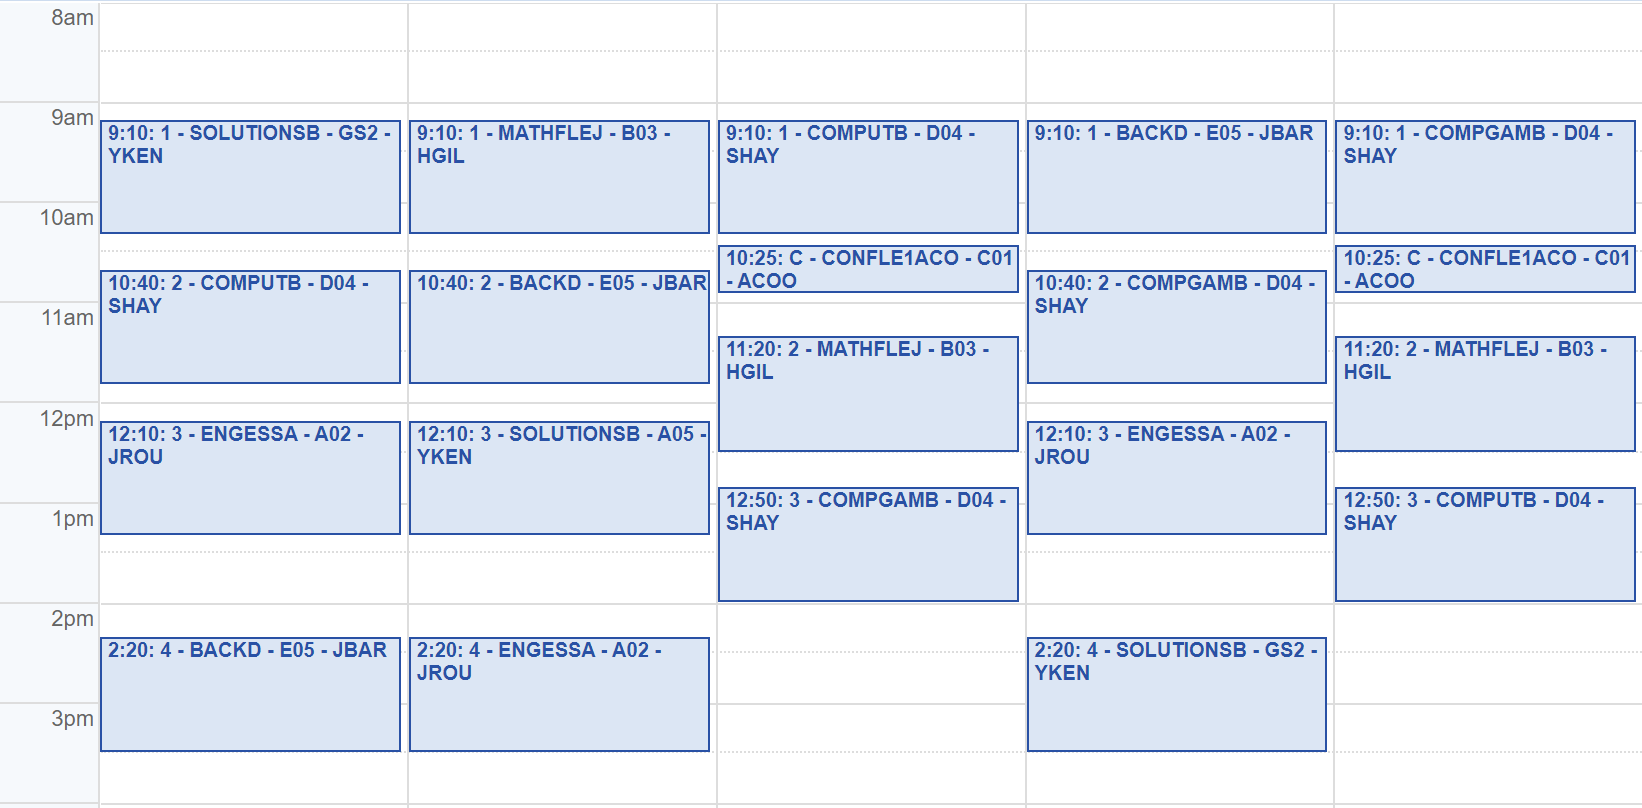 8am
9am
10am
11am
12pm
1pm
2pm
3pm
9:10: 1 - SOLUTIONSB - GS2 -
YKEN
10:40: 2 - COMPUTB - D04 -
SHAY
12:10: 3 - ENGESSA - A02 -
JROU
2:20: 4 - BACKD - E05 - JBAR
9:10: 1 - MATHFLEJ - B03 -
HGIL
10:40: 2 - BACKD - E05 - JBAR
12:10: 3 - SOLUTIONSB - A05 -
YKEN
2:20: 4 - ENGESSA - A02 -
JROU
9:10: 1 - COMPUTB - D04 -
SHAY
10:25: C - CONFLE1ACO - C01
- ACOO
11:20: 2 - MATHFLEJ - B03 -
HGIL
12:50: 3 - COMPGAMB - D04 -
SHAY
9:10: 1 - BACKD - E05 - JBAR
10:40: 2 - COMPGAMB - D04 -
SHAY
12:10: 3 - ENGESSA - A02 -
JROU
2:20: 4 - SOLUTIONSB - GS2 -
YKEN
9:10: 1 - COMPGAMB - D04 -
SHAY
10:25: C - CONFLE1ACO - C01
- ACOO
11:20: 2 - MATHFLEJ - B03 -
HGIL
12:50: 3 - COMPUTB - D04 -
SHAY